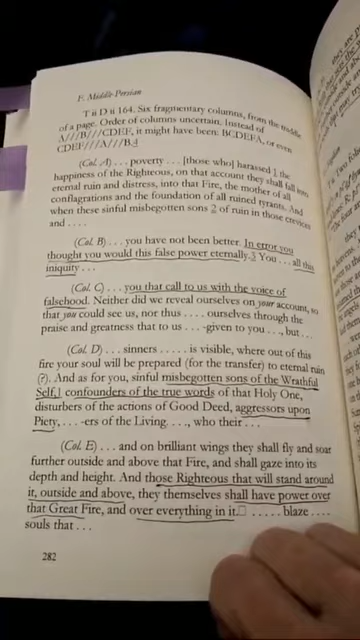 F. Middle-Persian
T ii D ii 164. Six fragmentary columns, from the middle
of a page. Order of columns uncertain. Instead of
A///B///CDEF, it might have been: BCDEFA, or even
CDEF///A///B.4
(Col. A) . . . poverty . . . [those who] harassed 1 the
happiness of the Righteous, on that account they shall fall into
eternal ruin and distress, into that Fire, the mother of all
conflagrations and the foundation of all ruined tyrants. And
when these sinful misbegotten sons 2 of ruin in those crevices
and . . . .
(Col. B) . . . you have not been better. In error you
thought you would this false power eternally.3 You . . . all this
iniquity . . .
(Col. C) . . . you that call to us with the voice of
falsehood. Neither did we reveal ourselves on your account, so
that you could see us, nor thus . . . . ourselves through the
praise and greatness that to us . . . -given to you . . ., but . . .
(Col. D) . . . sinners . . . . . is visible, where out of this
fire your soul will be prepared (for the transfer) to eternal ruin
(?). And as for you, sinful misbegotten sons of the Wrathful
Self,1 confounders of the true words of that Holy One,
disturbers of the actions of Good Deed, aggressors upon
Piety, . . . -ers of the Living. . . ., who their . . .
(Col. E) . . . and on brilliant wings they shall fly and soar
further outside and above that Fire, and shall gaze into its
depth and height. And those Righteous that will stand around
it, outside and above, they themselves shall have power over
that Great Fire, and over everything in it.□ . . . . . blaze . . . .
souls that . . .
282